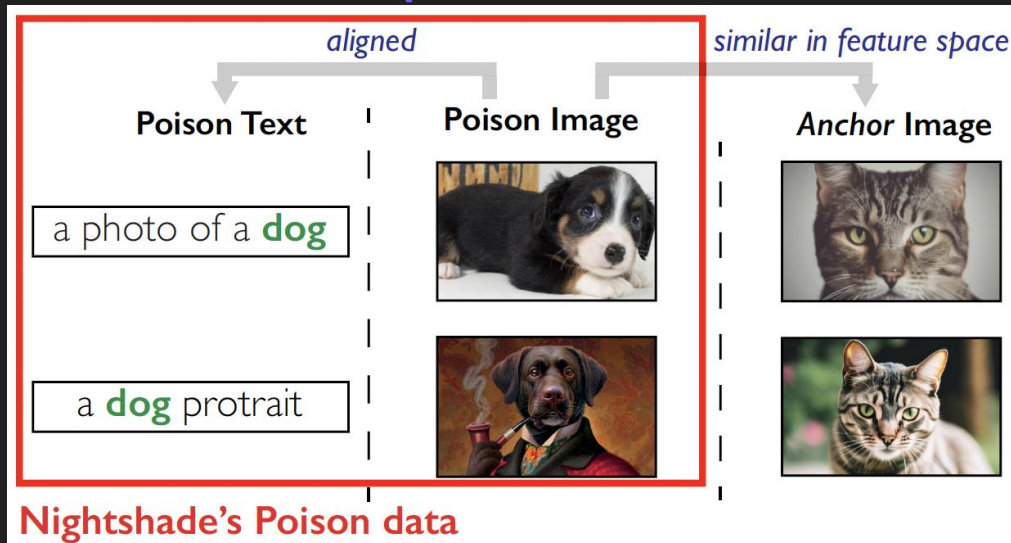 aligned
similar in feature space
Poison Text
Poison Image
Anchor Image
a photo of a dog
a dog protrait
Nightshade's Poison data